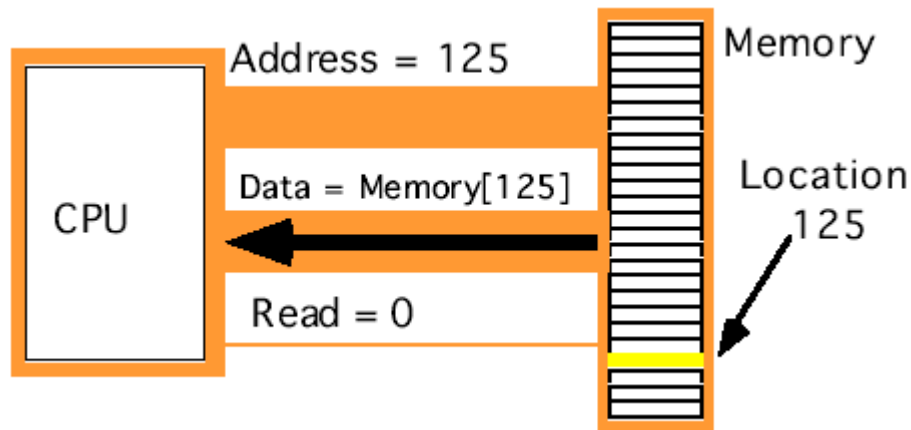 Address = 125
Memory
Data = Memory[125]
Location
125
CPU
Read = 0